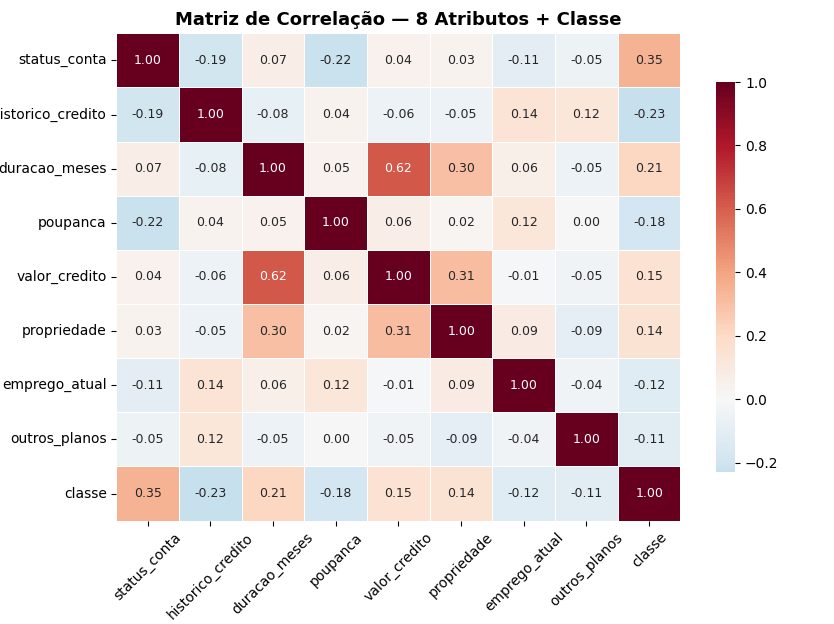 Matriz de Correlação — 8 Atributos + Classe
status_conta 1.00 -0.19 0.07 -0.22 0.04 0.03 -0.11 -0.05 0.35
istorico_credito -0.19 1.00 -0.08 0.04 -0.06 -0.05 0.14 0.12 -0.23
duracao_meses 0.07 -0.08 1.00 0.05 0.62 0.30 0.06 -0.05 0.21
poupanca -0.22 0.04 0.05 1.00 0.06 0.02 0.12 0.00 -0.18
valor_credito 0.04 -0.06 0.62 0.06 1.00 0.31 -0.01 -0.05 0.15
propriedade 0.03 -0.05 0.30 0.02 0.31 1.00 0.09 -0.09 0.14
emprego_atual -0.11 0.14 0.06 0.12 -0.01 0.09 1.00 -0.04 -0.12
outros_planos -0.05 0.12 -0.05 0.00 -0.05 -0.09 -0.04 1.00 -0.11
classe 0.35 -0.23 0.21 -0.18 0.15 0.14 -0.12 -0.11 1.00
status_conta historico_credito duracao_meses poupanca valor_credito propriedade emprego_atual outros_planos classe
1.0
0.8
0.6
0.4
0.2
0.0
−0.2